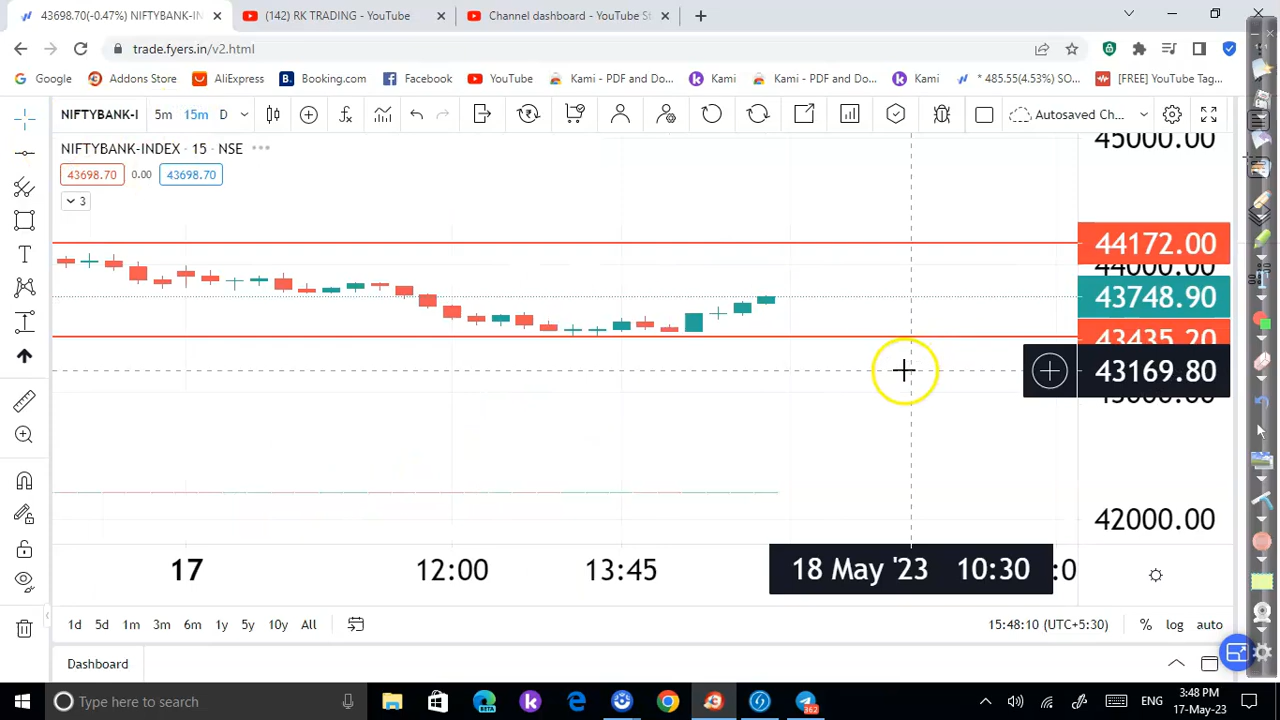 43698.70(-0.47%) NIFTYBANK-IND
(142) RK TRADING - YouTube
Channel dashboard - YouTube St
trade.fyers.in/v2.html
Google
Addons Store
AliExpress
Booking.com
Facebook
YouTube
Kami - PDF and Do...
Kami
Kami - PDF and Do...
Kami
* 485.55(4.53%) SO...
[FREE] YouTube Tag...
NIFTYBANK-I
5m
15m
D
Autosaved Ch...
NIFTYBANK-INDEX · 15 · NSE
43698.70
0.00
43698.70
3
45000.00
44172.00
44000.00
43748.90
43435.20
43169.80
42000.00
17
12:00
13:45
18 May '23 10:30
:0
1d
5d
1m
3m
6m
1y
5y
10y
All
15:48:10 (UTC+5:30)
%
log
auto
Dashboard
Type here to search
BETA
362
ENG
3:48 PM
17-May-23